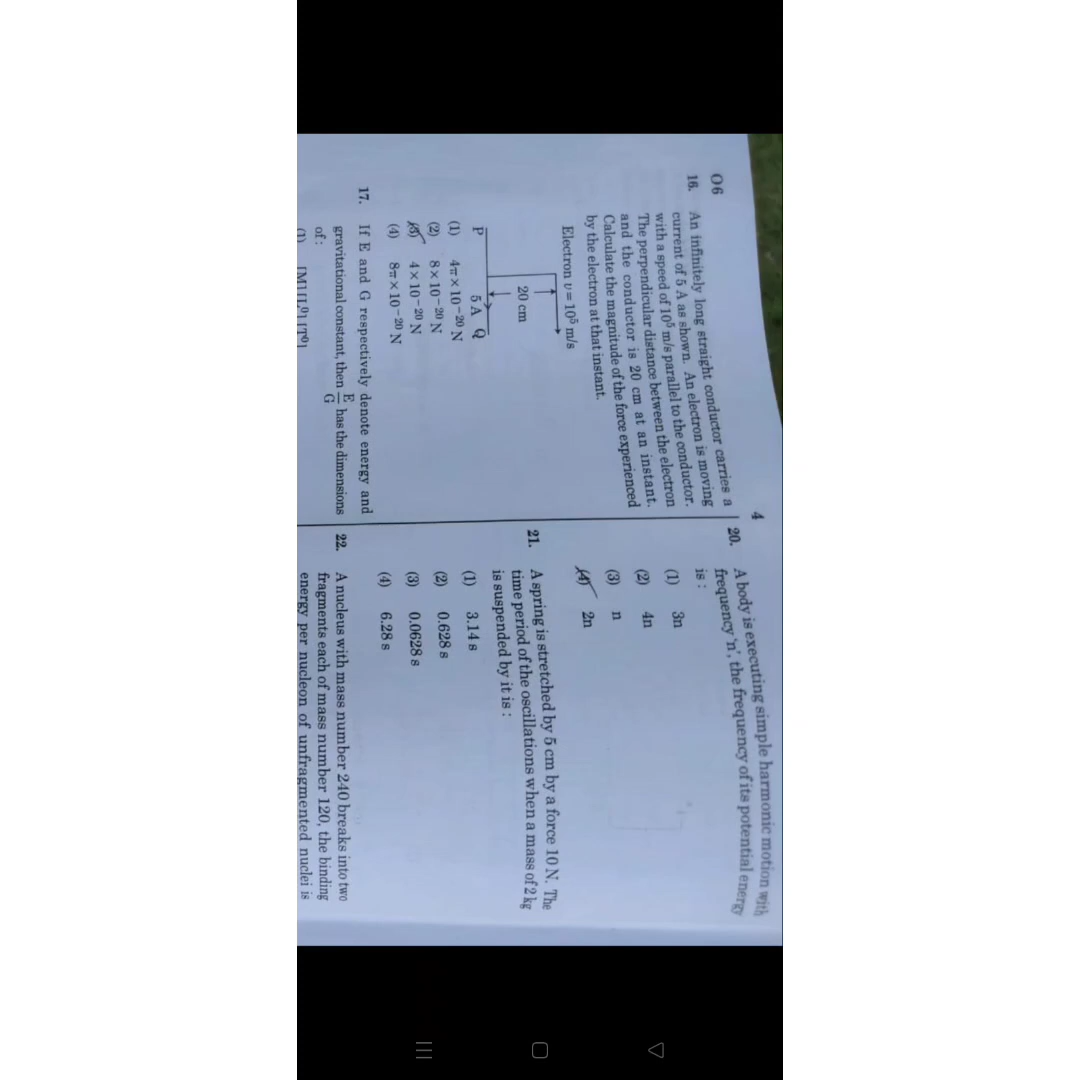 O6
4
16. An infinitely long straight conductor carries a
current of 5 A as shown. An electron is moving
with a speed of 10⁵ m/s parallel to the conductor.
The perpendicular distance between the electron
and the conductor is 20 cm at an instant.
Calculate the magnitude of the force experienced
by the electron at that instant.
Electron v = 10⁵ m/s
20 cm
5 A
P Q
(1) 4π × 10⁻²⁰ N
(2) 8 × 10⁻²⁰ N
(3) 4 × 10⁻²⁰ N
(4) 8π × 10⁻²⁰ N
17. If E and G respectively denote energy and
gravitational constant, then E/G has the dimensions
of :
(1) [M] [L⁰] [T⁰]
20. A body is executing simple harmonic motion with
frequency 'n', the frequency of its potential energy
is :
(1) 3n
(2) 4n
(3) n
(4) 2n
21. A spring is stretched by 5 cm by a force 10 N. The
time period of the oscillations when a mass of 2 kg
is suspended by it is :
(1) 3.14 s
(2) 0.628 s
(3) 0.0628 s
(4) 6.28 s
22. A nucleus with mass number 240 breaks into two
fragments each of mass number 120, the binding
energy per nucleon of unfragmented nuclei is